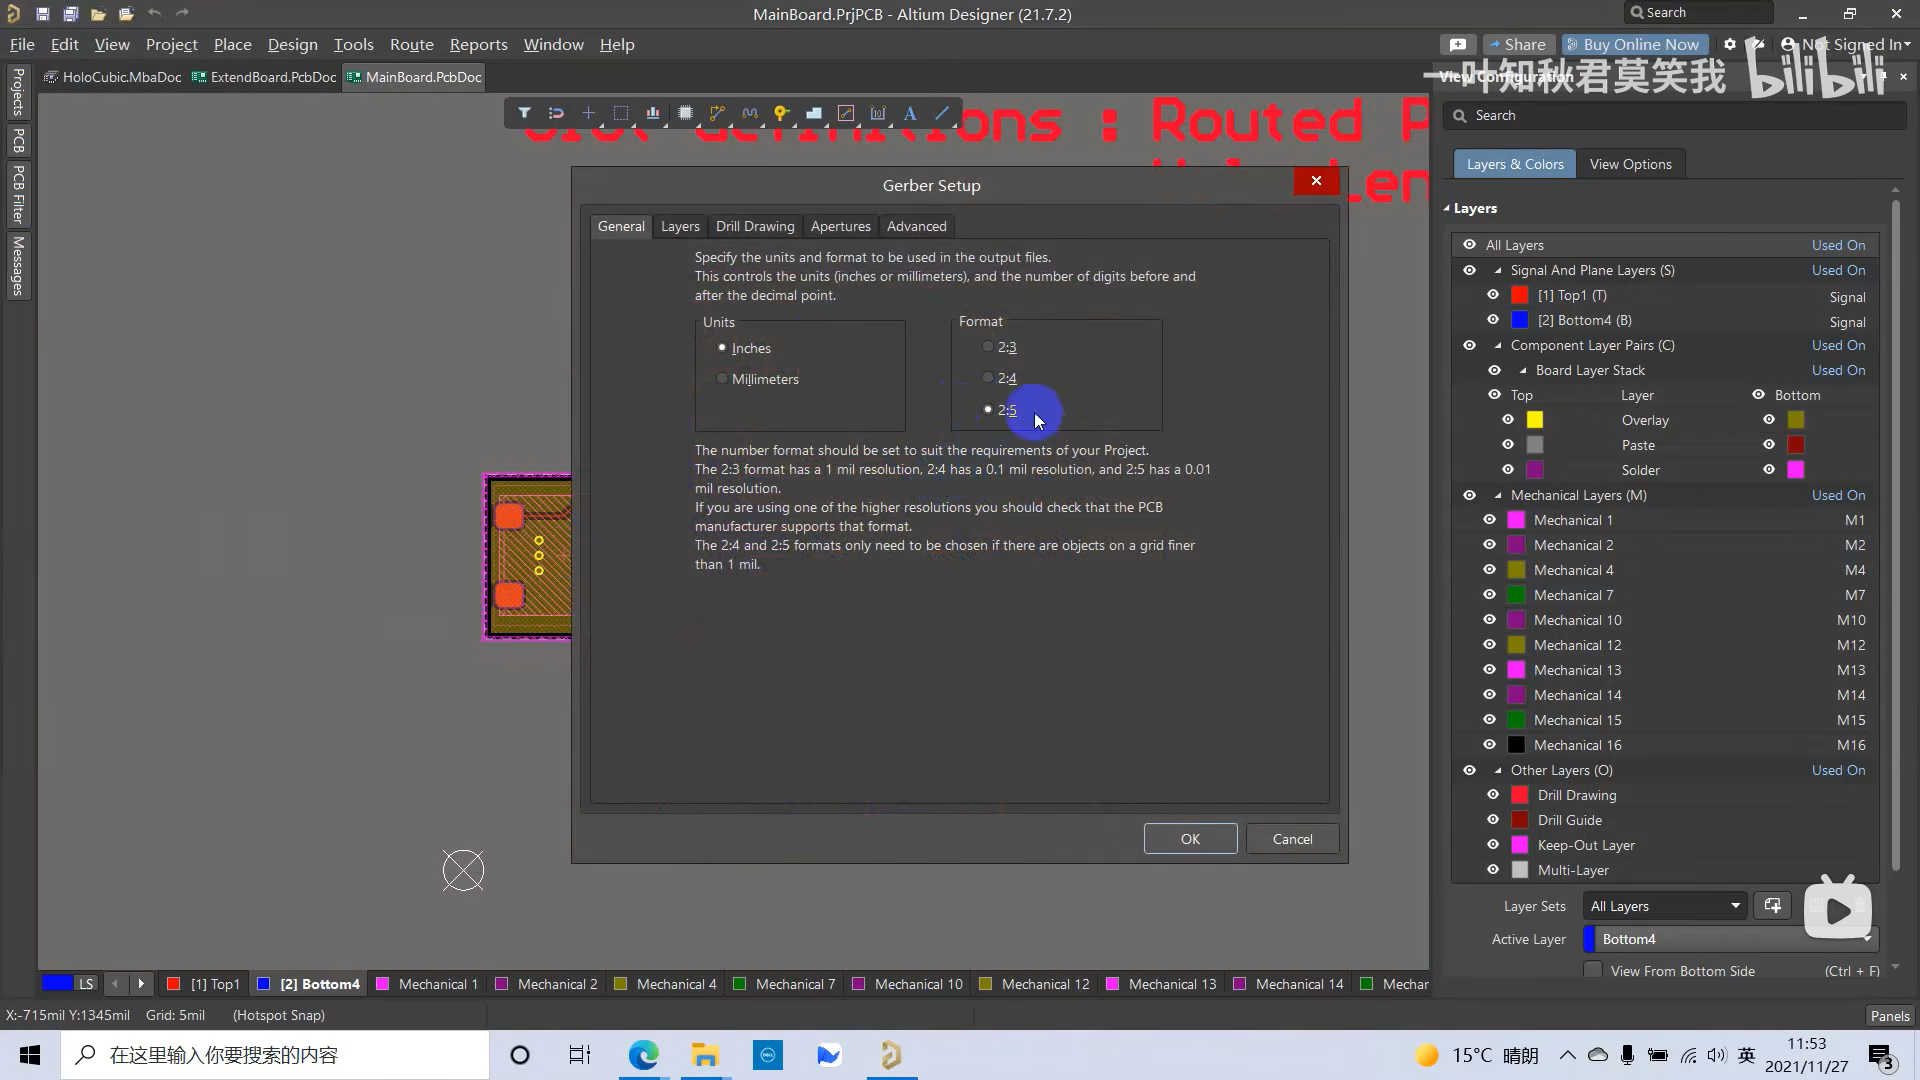 MainBoard.PrjPCB - Altium Designer (21.7.2)
Search
File Edit View Project Place Design Tools Route Reports Window Help
Share
Buy Online Now
Not Signed In
HoloCubic.MbaDoc
ExtendBoard.PcbDoc
MainBoard.PcbDoc
View Configuration
一叶知秋君莫笑我
bilibili
Projects
PCB
PCB Filter
Messages
: Routed P
Search
Layers & Colors
View Options
Layers
All Layers Used On
Signal And Plane Layers (S) Used On
[1] Top1 (T) Signal
[2] Bottom4 (B) Signal
Component Layer Pairs (C) Used On
Board Layer Stack Used On
Top Layer Bottom
Overlay
Paste
Solder
Mechanical Layers (M) Used On
Mechanical 1 M1
Mechanical 2 M2
Mechanical 4 M4
Mechanical 7 M7
Mechanical 10 M10
Mechanical 12 M12
Mechanical 13 M13
Mechanical 14 M14
Mechanical 15 M15
Mechanical 16 M16
Other Layers (O) Used On
Drill Drawing
Drill Guide
Keep-Out Layer
Multi-Layer
Layer Sets All Layers
Active Layer Bottom4
View From Bottom Side (Ctrl + F)
Gerber Setup
General Layers Drill Drawing Apertures Advanced
Specify the units and format to be used in the output files.
This controls the units (inches or millimeters), and the number of digits before and
after the decimal point.
Units
Inches
Millimeters
Format
2:3
2:4
2:5
The number format should be set to suit the requirements of your Project.
The 2:3 format has a 1 mil resolution, 2:4 has a 0.1 mil resolution, and 2:5 has a 0.01
mil resolution.
If you are using one of the higher resolutions you should check that the PCB
manufacturer supports that format.
The 2:4 and 2:5 formats only need to be chosen if there are objects on a grid finer
than 1 mil.
OK
Cancel
LS
[1] Top1
[2] Bottom4
Mechanical 1
Mechanical 2
Mechanical 4
Mechanical 7
Mechanical 10
Mechanical 12
Mechanical 13
Mechanical 14
Mechar
X:-715mil Y:1345mil Grid: 5mil (Hotspot Snap)
Panels
在这里输入你要搜索的内容
DELL
15°C 晴朗
英
11:53
2021/11/27
3